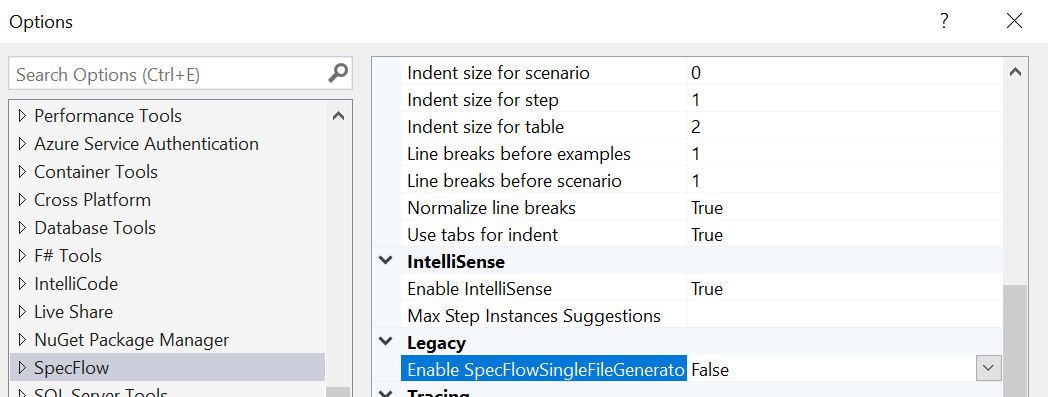 Options
?
Search Options (Ctrl+E)
Performance Tools
Azure Service Authentication
Container Tools
Cross Platform
Database Tools
F# Tools
IntelliCode
Live Share
NuGet Package Manager
SpecFlow
SQL Server Tools
Indent size for scenario 0
Indent size for step 1
Indent size for table 2
Line breaks before examples 1
Line breaks before scenario 1
Normalize line breaks True
Use tabs for indent True
IntelliSense
Enable IntelliSense True
Max Step Instances Suggestions
Legacy
Enable SpecFlowSingleFileGenerato False
Tracing